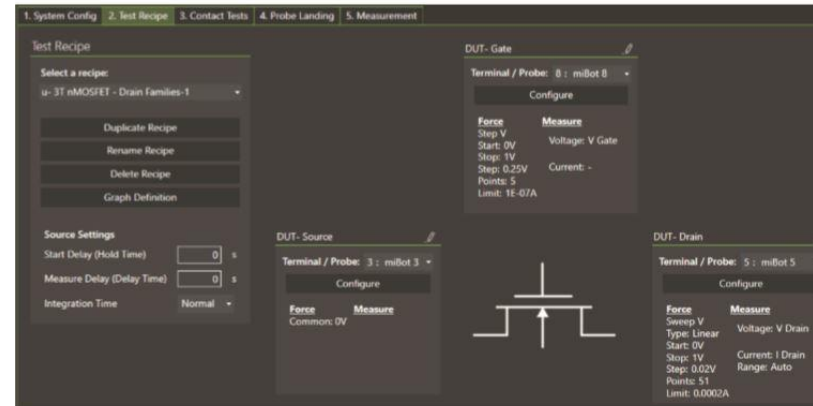 1. System Config 2. Test Recipe 3. Contact Tests 4. Probe Landing 5. Measurement
Test Recipe
Select a recipe:
u- 3T nMOSFET - Drain Families-1
Duplicate Recipe
Rename Recipe
Delete Recipe
Graph Definition
Source Settings
Start Delay (Hold Time) 0 s
Measure Delay (Delay Time) 0 s
Integration Time Normal
DUT- Gate
Terminal / Probe: 8 : miBot 8
Configure
Force Measure
Step V
Voltage: V Gate
Start: 0V
Stop: 1V
Step: 0.25V
Current: -
Points: 5
Limit: 1E-07A
DUT- Source
Terminal / Probe: 3 : miBot 3
Configure
Force Measure
Common: 0V
DUT- Drain
Terminal / Probe: 5 : miBot 5
Configure
Force Measure
Sweep V
Voltage: V Drain
Type: Linear
Start: 0V
Stop: 1V
Current: I Drain
Step: 0.02V
Range: Auto
Points: 51
Limit: 0.0002A